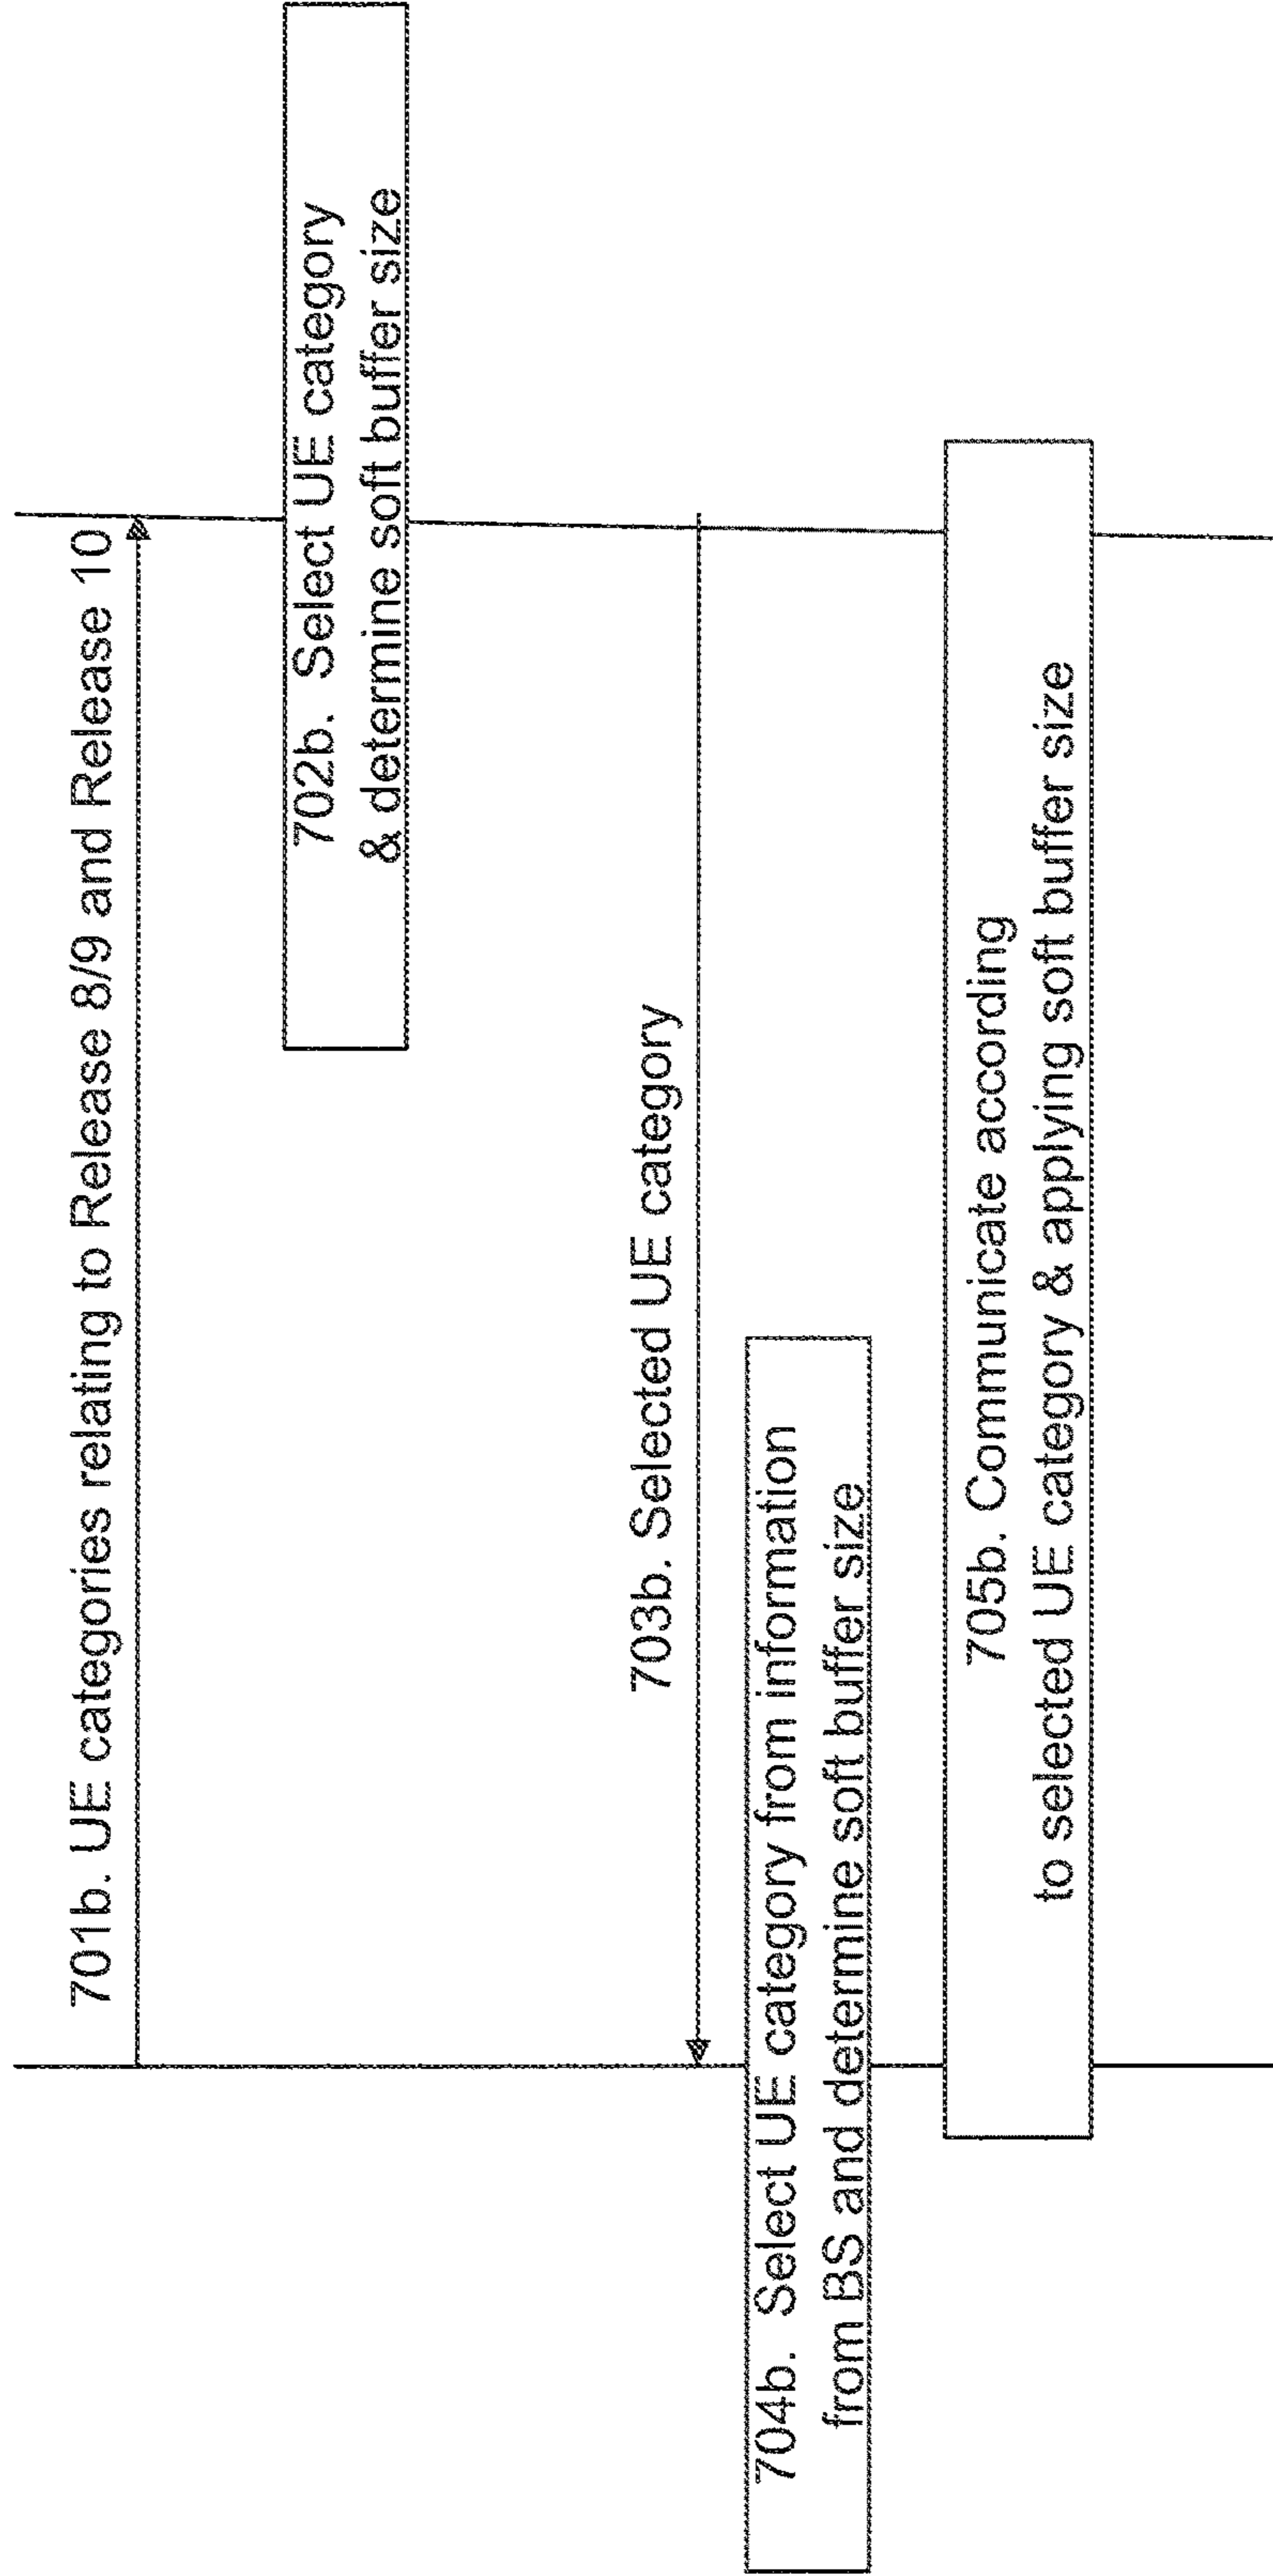 701b. UE categories relating to Release 8/9 and Release 10
702b. Select UE category
& determine soft buffer size
703b. Selected UE category
704b. Select UE category from information
from BS and determine soft buffer size
705b. Communicate according
to selected UE category & applying soft buffer size